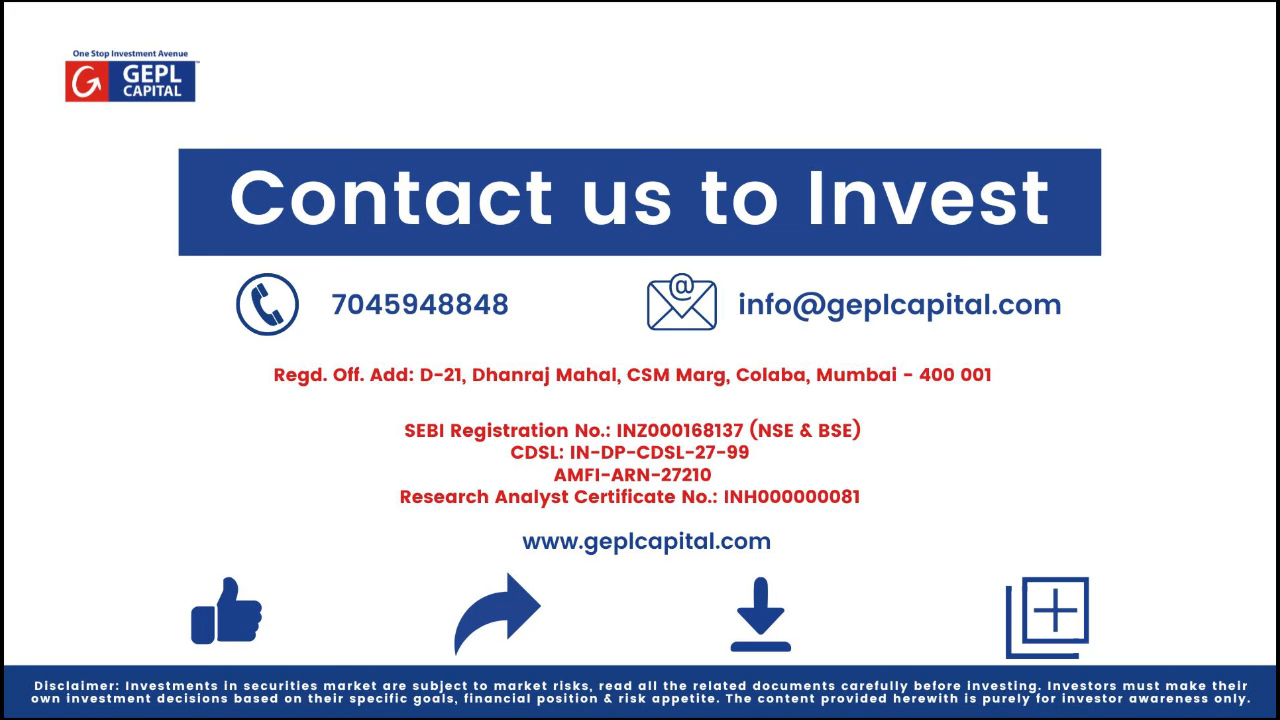 One Stop Investment Avenue
GEPL
CAPITAL
Contact us to Invest
7045948848
info@geplcapital.com
Regd. Off. Add: D-21, Dhanraj Mahal, CSM Marg, Colaba, Mumbai - 400 001
SEBI Registration No.: INZ000168137 (NSE & BSE)
CDSL: IN-DP-CDSL-27-99
AMFI-ARN-27210
Research Analyst Certificate No.: INH000000081
www.geplcapital.com
Disclaimer: Investments in securities market are subject to market risks, read all the related documents carefully before investing. Investors must make their
own investment decisions based on their specific goals, financial position & risk appetite. The content provided herewith is purely for investor awareness only.